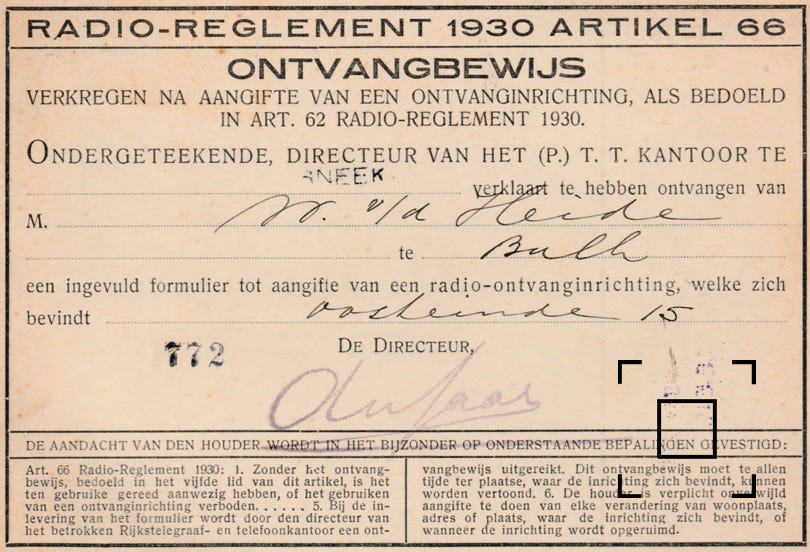 RADIO-REGLEMENT 1930 ARTIKEL 66
ONTVANGBEWIJS
VERKREGEN NA AANGIFTE VAN EEN ONTVANGINRICHTING, ALS BEDOELD
IN ART. 62 RADIO-REGLEMENT 1930.
ONDERGETEEKENDE, DIRECTEUR VAN HET (P.) T. T. KANTOOR TE
SNEEK verklaart te hebben ontvangen van
M. W. v/d Heide
te Balk
een ingevuld formulier tot aangifte van een radio-ontvanginrichting, welke zich
bevindt oosteinde 15
772 DE DIRECTEUR,
DE AANDACHT VAN DEN HOUDER WORDT IN HET BIJZONDER OP ONDERSTAANDE BEPALINGEN GEVESTIGD:
Art. 66 Radio-Reglement 1930: 1. Zonder het ontvang-
bewijs, bedoeld in het vijfde lid van dit artikel, is het
ten gebruike gereed aanwezig hebben, of het gebruiken
van een ontvanginrichting verboden. ..... 5. Bij de in-
levering van het formulier wordt door den directeur van
het betrokken Rijkstelegraaf- en telefoonkantoor een ont-
vangbewijs uitgereikt. Dit ontvangbewijs moet te allen
tijde ter plaatse, waar de inrichting zich bevindt, kunnen
worden vertoond. 6. De houder is verplicht onverwijld
aangifte te doen van elke verandering van woonplaats,
adres of plaats, waar de inrichting zich bevindt, of
wanneer de inrichting wordt opgeruimd.